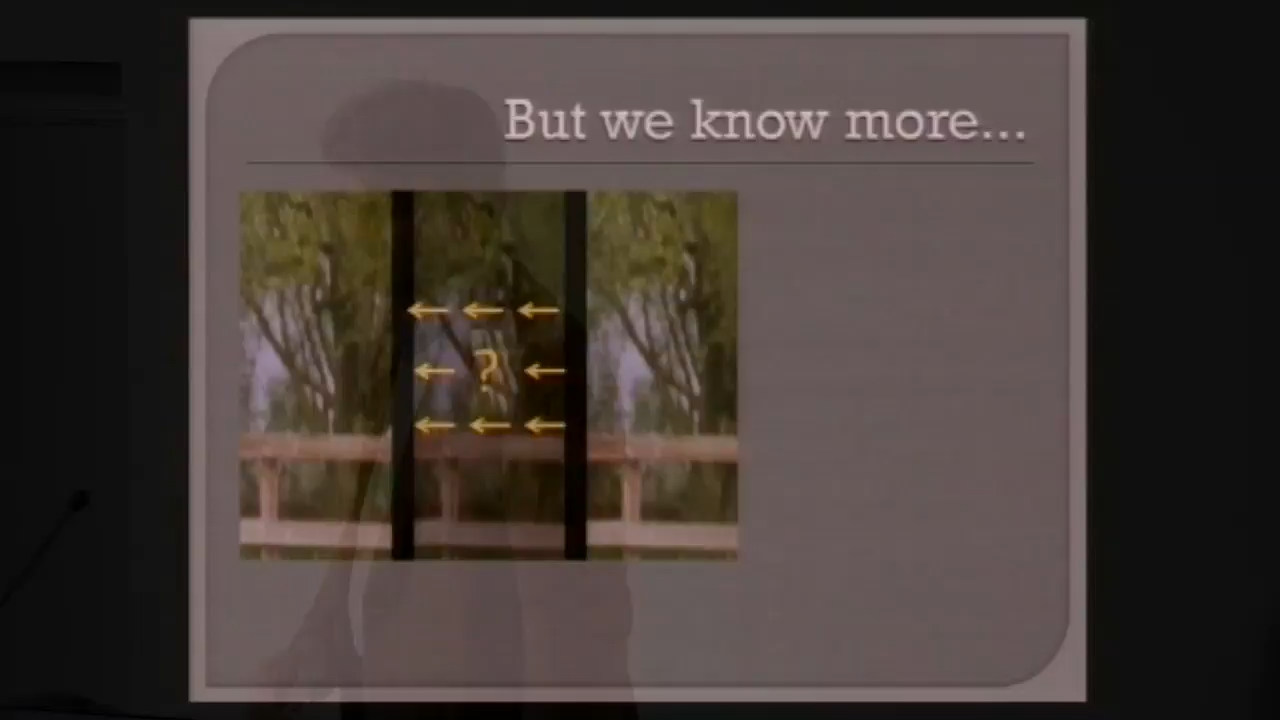 But we know more...
← ← ←
← ? ←
← ← ←